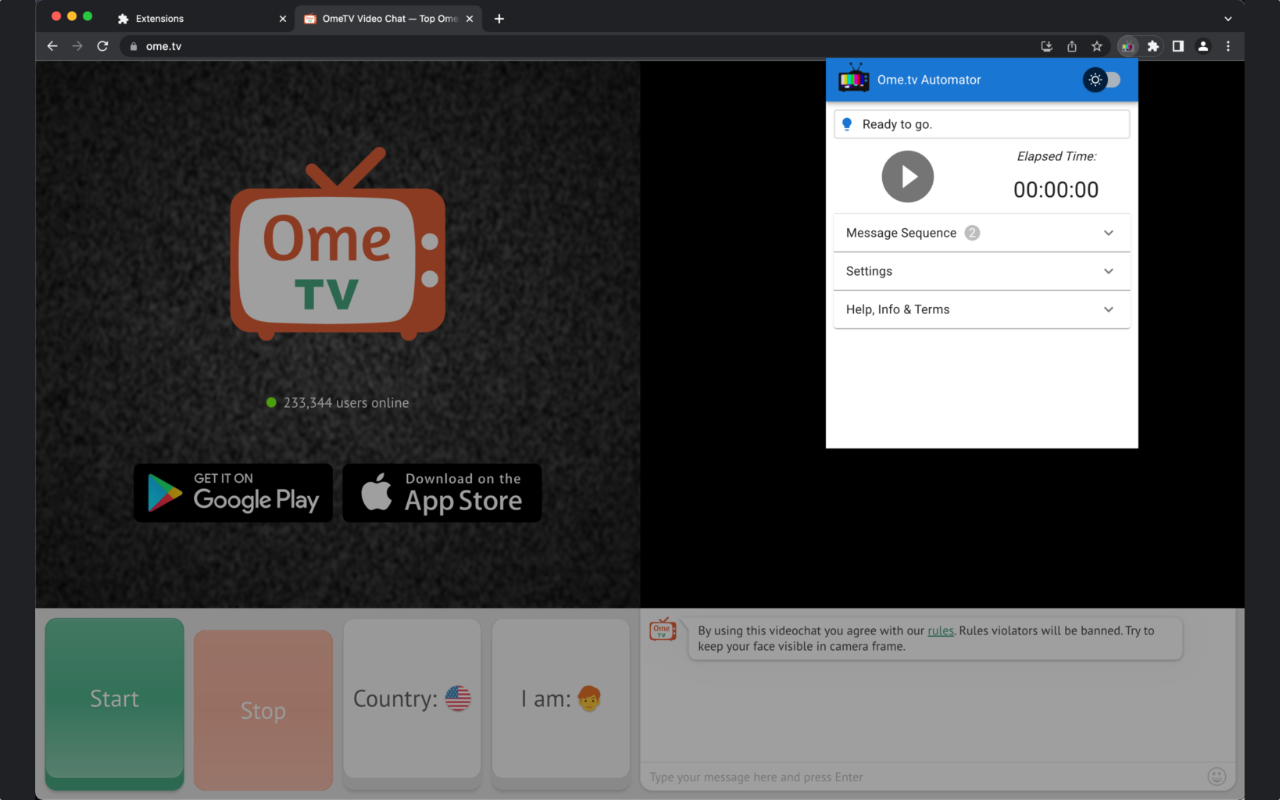 Extensions
OmeTV Video Chat — Top Ome
ome.tv
Ome.tv Automator
Ready to go.
Elapsed Time:
00:00:00
Message Sequence 2
Settings
Help, Info & Terms
Ome
TV
233,344 users online
GET IT ON
Google Play
Download on the
App Store
Start
Stop
Country:
I am:
Ome
TV
By using this videochat you agree with our rules. Rules violators will be banned. Try to
keep your face visible in camera frame.
Type your message here and press Enter